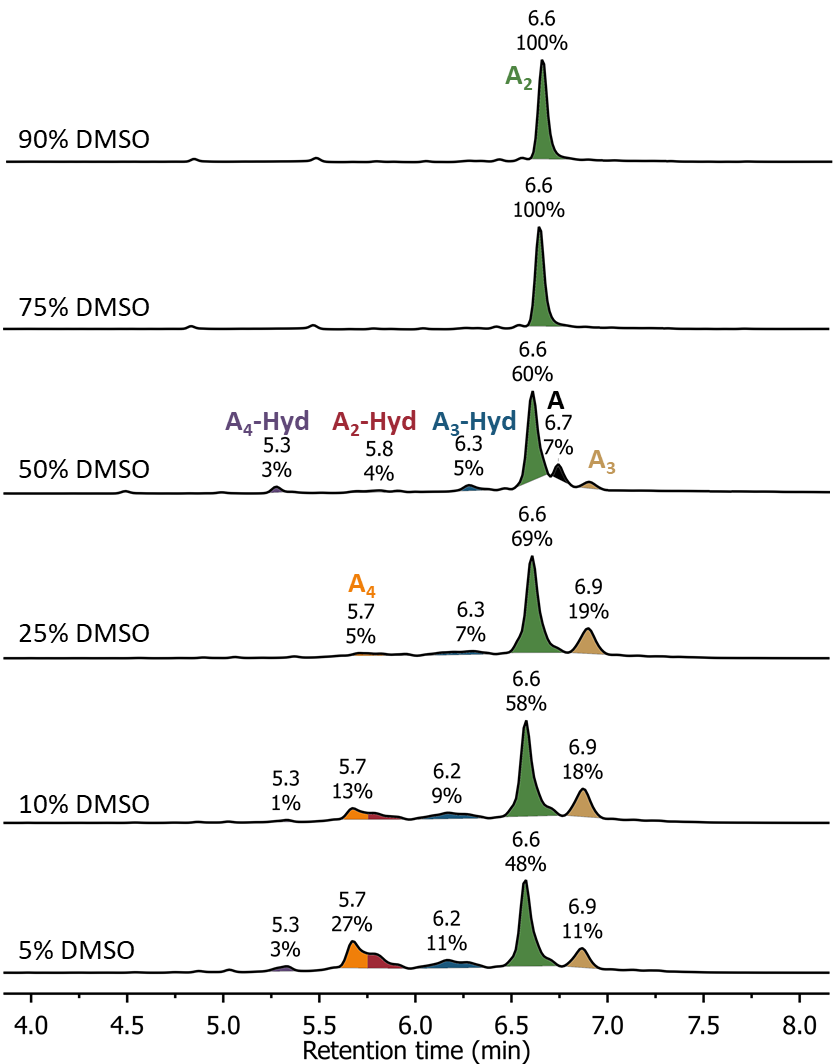 6.6
100%
A2
90% DMSO
6.6
100%
75% DMSO
6.6
60%
A
A4-Hyd
A2-Hyd
A3-Hyd
6.7
7%
5.3
3%
5.8
4%
6.3
5%
A3
50% DMSO
6.6
69%
A4
5.7
5%
6.3
7%
6.9
19%
25% DMSO
6.6
58%
5.3
1%
5.7
13%
6.2
9%
6.9
18%
10% DMSO
6.6
48%
5.3
3%
5.7
27%
6.2
11%
6.9
11%
5% DMSO
4.0 4.5 5.0 5.5 6.0 6.5 7.0 7.5 8.0
Retention time (min)